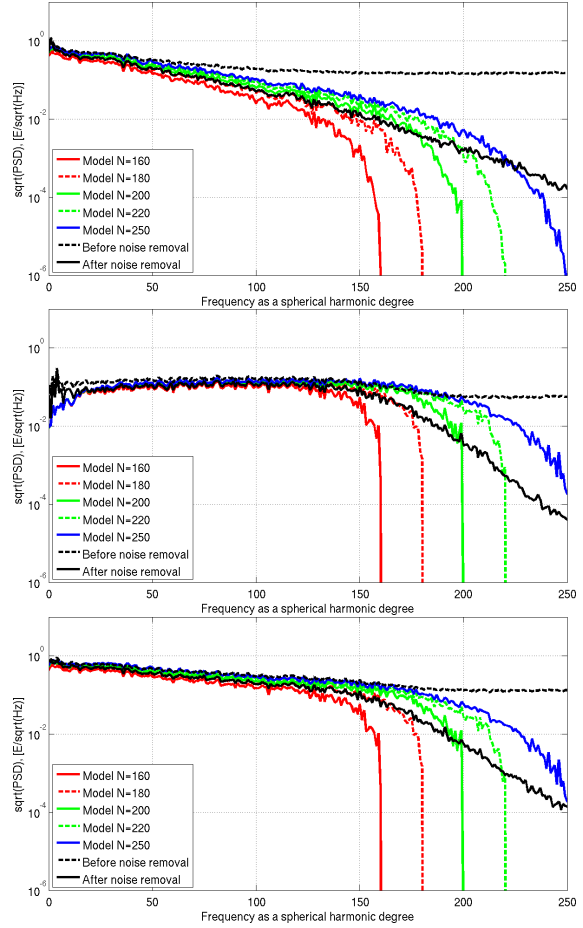 sqrt(PSD), [E/sqrt(Hz)]
10^0
10^-2
10^-4
10^-6
Model N=160
Model N=180
Model N=200
Model N=220
Model N=250
Before noise removal
After noise removal
0 50 100 150 200 250
Frequency as a spherical harmonic degree
sqrt(PSD), [E/sqrt(Hz)]
10^0
10^-2
10^-4
10^-6
Model N=160
Model N=180
Model N=200
Model N=220
Model N=250
Before noise removal
After noise removal
0 50 100 150 200 250
Frequency as a spherical harmonic degree
sqrt(PSD), [E/sqrt(Hz)]
10^0
10^-2
10^-4
10^-6
Model N=160
Model N=180
Model N=200
Model N=220
Model N=250
Before noise removal
After noise removal
0 50 100 150 200 250
Frequency as a spherical harmonic degree